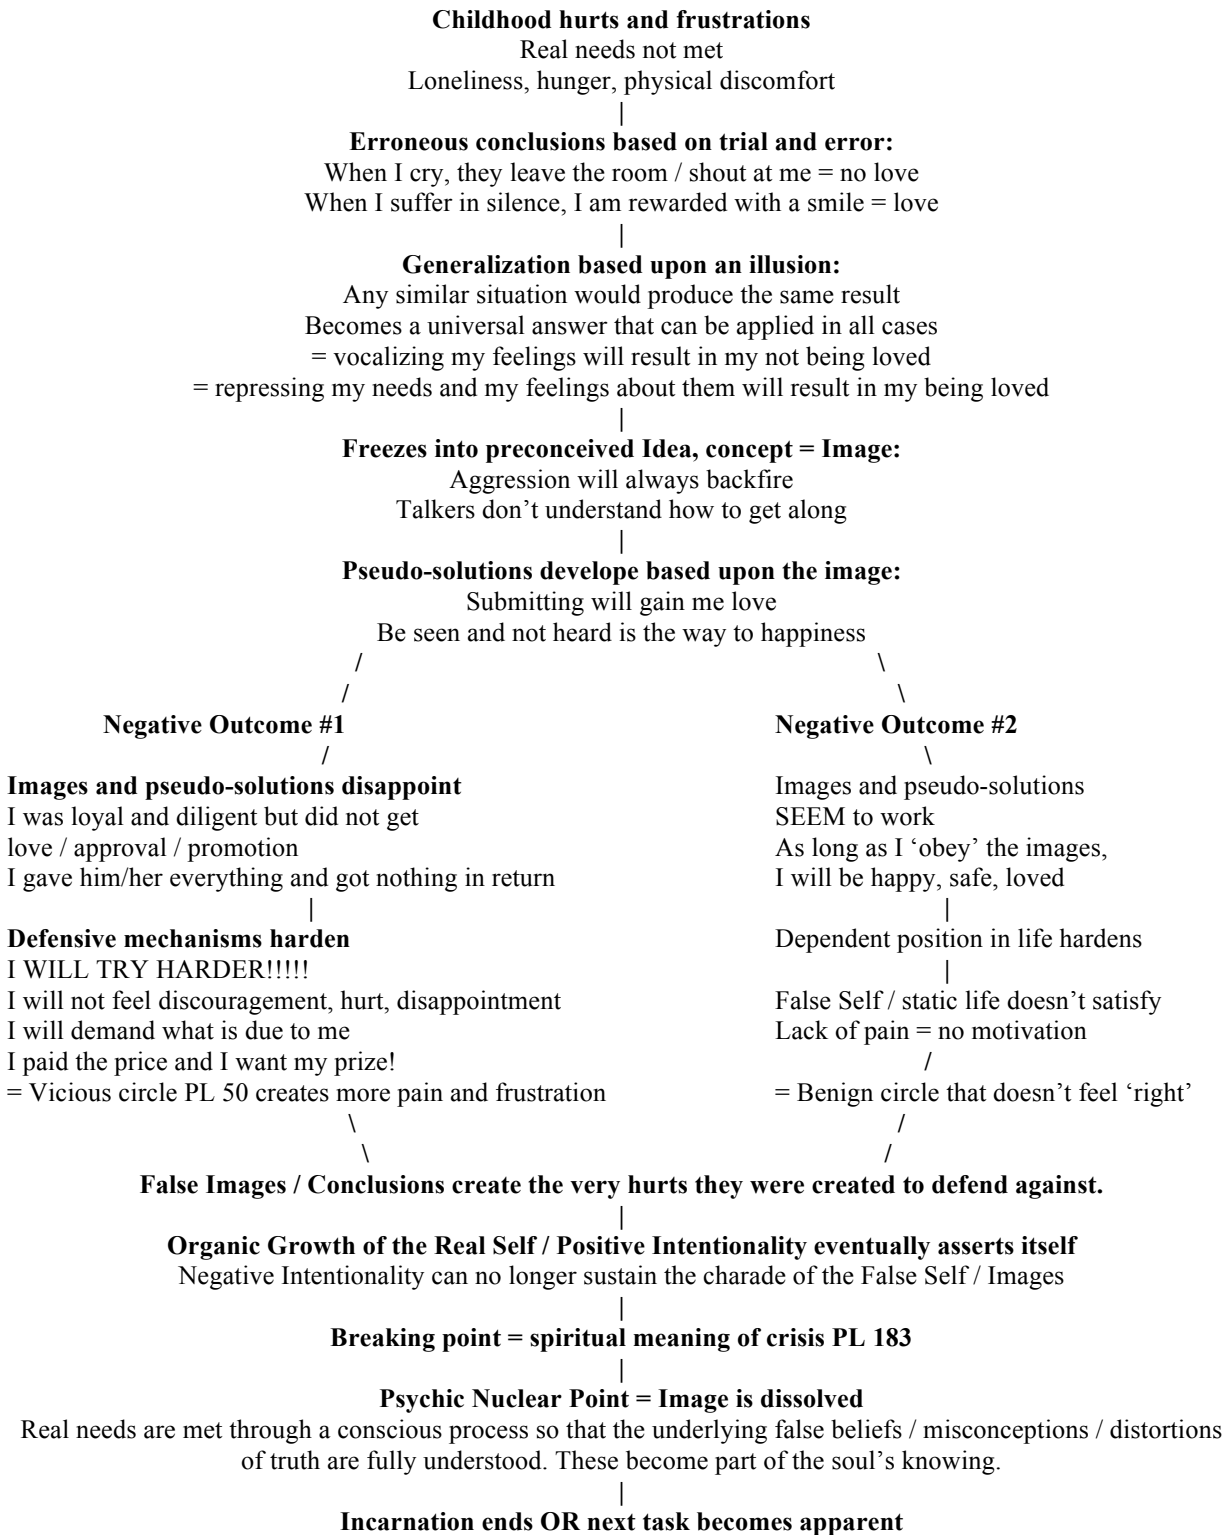 Childhood hurts and frustrations
Real needs not met
Loneliness, hunger, physical discomfort
|
Erroneous conclusions based on trial and error:
When I cry, they leave the room / shout at me = no love
When I suffer in silence, I am rewarded with a smile = love
|
Generalization based upon an illusion:
Any similar situation would produce the same result
Becomes a universal answer that can be applied in all cases
= vocalizing my feelings will result in my not being loved
= repressing my needs and my feelings about them will result in my being loved
|
Freezes into preconceived Idea, concept = Image:
Aggression will always backfire
Talkers don’t understand how to get along
|
Pseudo-solutions develope based upon the image:
Submitting will gain me love
Be seen and not heard is the way to happiness
/ \
/ \
Negative Outcome #1
/
Images and pseudo-solutions disappoint
I was loyal and diligent but did not get
love / approval / promotion
I gave him/her everything and got nothing in return
|
Defensive mechanisms harden
I WILL TRY HARDER!!!!!
I will not feel discouragement, hurt, disappointment
I will demand what is due to me
I paid the price and I want my prize!
= Vicious circle PL 50 creates more pain and frustration
\
\
Negative Outcome #2
\
Images and pseudo-solutions
SEEM to work
As long as I ‘obey’ the images,
I will be happy, safe, loved
|
Dependent position in life hardens
|
False Self / static life doesn’t satisfy
Lack of pain = no motivation
/
= Benign circle that doesn’t feel ‘right’
/
/
False Images / Conclusions create the very hurts they were created to defend against.
|
Organic Growth of the Real Self / Positive Intentionality eventually asserts itself
Negative Intentionality can no longer sustain the charade of the False Self / Images
|
Breaking point = spiritual meaning of crisis PL 183
|
Psychic Nuclear Point = Image is dissolved
Real needs are met through a conscious process so that the underlying false beliefs / misconceptions / distortions
of truth are fully understood. These become part of the soul’s knowing.
|
Incarnation ends OR next task becomes apparent